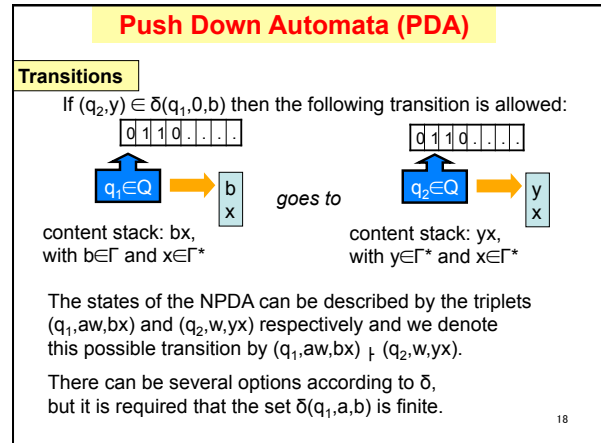 Push Down Automata (PDA)
Transitions
If (q₂,y) ∈ δ(q₁,0,b) then the following transition is allowed:
0 1 1 0 . . . .
0 1 1 0 . . . .
q₁∈Q
b
x
goes to
q₂∈Q
y
x
content stack: bx,
with b∈Γ and x∈Γ*
content stack: yx,
with y∈Γ* and x∈Γ*
The states of the NPDA can be described by the triplets
(q₁,aw,bx) and (q₂,w,yx) respectively and we denote
this possible transition by (q₁,aw,bx) ⊦ (q₂,w,yx).
There can be several options according to δ,
but it is required that the set δ(q₁,a,b) is finite.
18